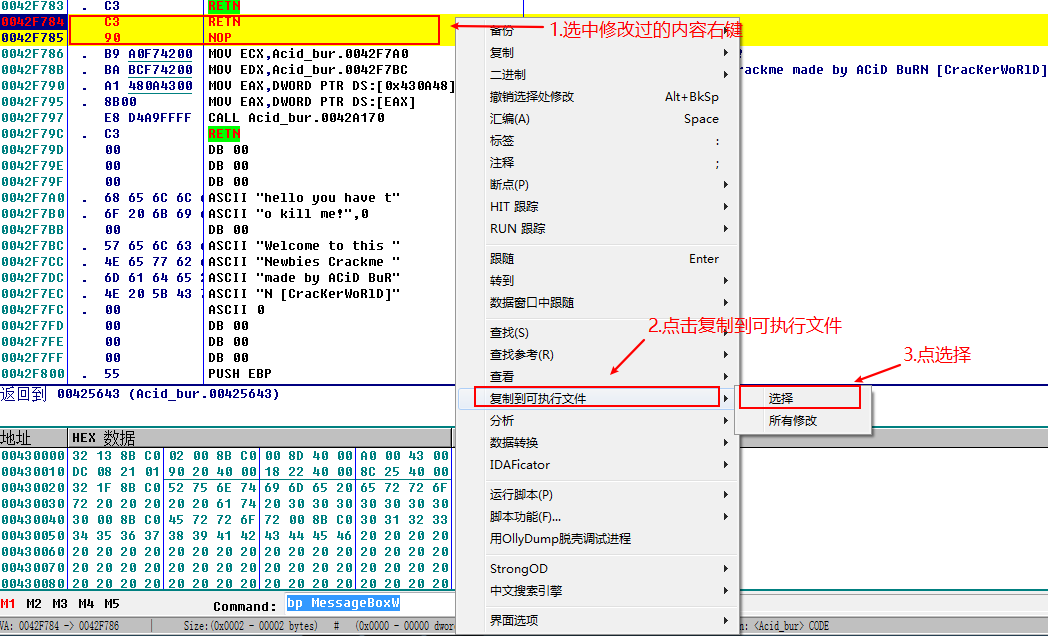 0042F783 . C3 RETN
0042F784 C3 RETN
0042F785 90 NOP
0042F786 . B9 A0F74200 MOV ECX,Acid_bur.0042F7A0
0042F78B . BA BCF74200 MOV EDX,Acid_bur.0042F7BC rackme made by ACiD BuRN [CracKerWoRlD]
0042F790 . A1 480A4300 MOV EAX,DWORD PTR DS:[0x430A48]
0042F795 . 8B00 MOV EAX,DWORD PTR DS:[EAX]
0042F797 . E8 D4A9FFFF CALL Acid_bur.0042A170
0042F79C . C3 RETN
0042F79D 00 DB 00
0042F79E 00 DB 00
0042F79F 00 DB 00
0042F7A0 . 68 65 6C 6C ASCII "hello you have t"
0042F7B0 . 6F 20 6B 69 ASCII "o kill me!",0
0042F7BB 00 DB 00
0042F7BC . 57 65 6C 63 ASCII "Welcome to this "
0042F7CC . 4E 65 77 62 ASCII "Newbies Crackme "
0042F7DC . 6D 61 64 65 ASCII "made by ACiD BuR"
0042F7EC . 4E 20 5B 43 ASCII "N [CracKerWoRlD]"
0042F7FC . 00 ASCII 0
0042F7FD 00 DB 00
0042F7FE 00 DB 00
0042F7FF 00 DB 00
0042F800 . 55 PUSH EBP
返回到 00425643 (Acid_bur.00425643)
地址 HEX 数据
00430000 32 13 8B C0 02 00 8B C0 00 8D 40 00 A0 00 43 00
00430010 DC 08 21 01 90 20 40 00 18 22 40 00 8C 25 40 00
00430020 32 1F 8B C0 52 75 6E 74 69 6D 65 20 65 72 72 6F
00430030 72 20 20 20 20 20 61 74 20 30 30 30 30 30 30 30
00430040 30 00 8B C0 45 72 72 6F 72 00 8B C0 30 31 32 33
00430050 34 35 36 37 38 39 41 42 43 44 45 46 20 20 20 20
00430060 20 20 20 20 20 20 20 20 20 20 20 20 20 20 20 20
00430070 20 20 20 20 20 20 20 20 20 20 20 20 20 20 20 20
00430080 20 20 20 20 20 20 20 20 20 20 20 20 20 20 20 20
M1 M2 M3 M4 M5 Command: bp MessageBoxW
VA: 0042F784 -> 0042F786 Size:(0x0002 - 00002 bytes) # (0x0000 - 00000 dwor : <Acid_bur> CODE
1.选中修改过的内容右键
备份
复制
二进制
撤销选择处修改 Alt+BkSp
汇编(A) Space
标签 :
注释 ;
断点(P)
HIT 跟踪
RUN 跟踪
跟随 Enter
转到
数据窗口中跟随
2.点击复制到可执行文件
查找(S)
查找参考(R)
查看
复制到可执行文件
分析
数据转换
IDAFicator
运行脚本(P)
脚本功能(F)...
用OllyDump脱壳调试进程
StrongOD
中文搜索引擎
界面选项
3.点选择
选择
所有修改